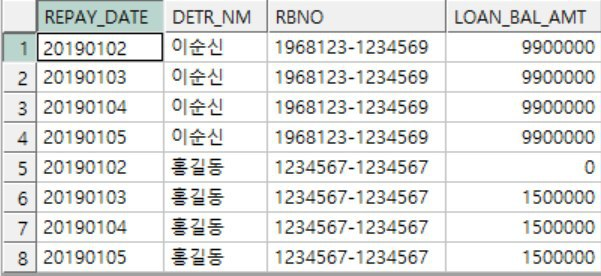 REPAY_DATE DETR_NM RBNO LOAN_BAL_AMT
1 20190102 이순신 1968123-1234569 9900000
2 20190103 이순신 1968123-1234569 9900000
3 20190104 이순신 1968123-1234569 9900000
4 20190105 이순신 1968123-1234569 9900000
5 20190102 홍길동 1234567-1234567 0
6 20190103 홍길동 1234567-1234567 1500000
7 20190104 홍길동 1234567-1234567 1500000
8 20190105 홍길동 1234567-1234567 1500000